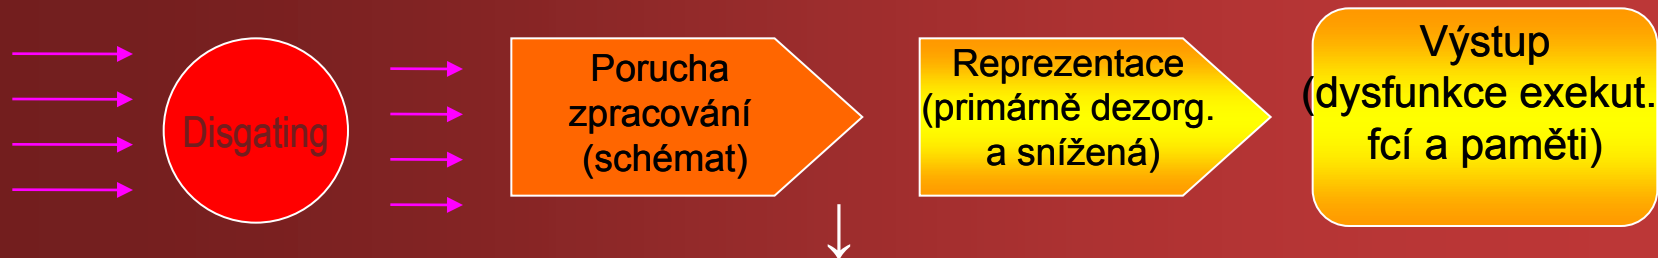 Disgating
Porucha
zpracování
(schémat)
Reprezentace
(primárně dezorg.
a snížená)
Výstup
(dysfunkce exekut.
fcí a paměti)